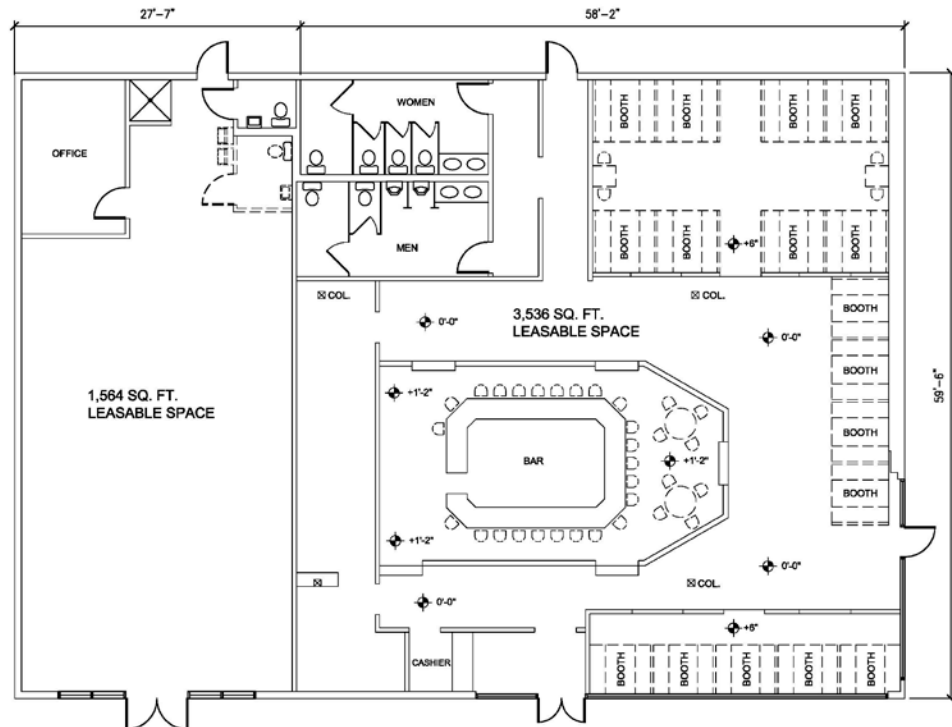 27'-7"
58'-2"
OFFICE
WOMEN
BOOTH
BOOTH
BOOTH
BOOTH
MEN
BOOTH
BOOTH
+6"
BOOTH
BOOTH
COL.
COL.
BOOTH
3,536 SQ. FT.
LEASABLE SPACE
0'-0"
0'-0"
BOOTH
59'-6"
1,564 SQ. FT.
LEASABLE SPACE
+1'-2"
BOOTH
BAR
+1'-2"
BOOTH
+1'-2"
0'-0"
COL.
0'-0"
+6"
CASHIER
BOOTH
BOOTH
BOOTH
BOOTH
BOOTH